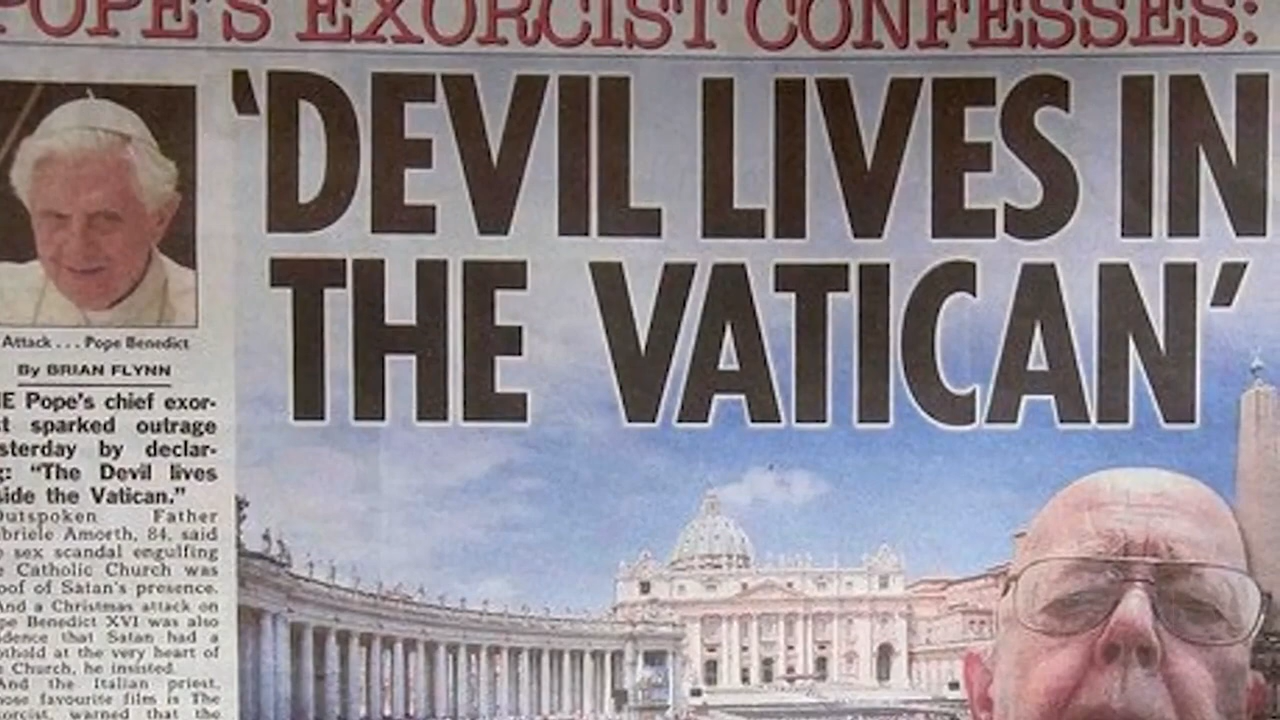 POPE'S EXORCIST CONFESSES:
'DEVIL LIVES IN
THE VATICAN'
Attack . . . Pope Benedict
By BRIAN FLYNN
Pope's chief exor-
sparked outrage
by declar-
"The Devil lives
the Vatican."
Outspoken Father
Amorth, 84, said
sex scandal engulfing
Catholic Church was
of Satan's presence.
And a Christmas attack on
Benedict XVI was also
that Satan had a
at the very heart of
Church, he insisted.
And the Italian priest,
favourite film is The
warned that the